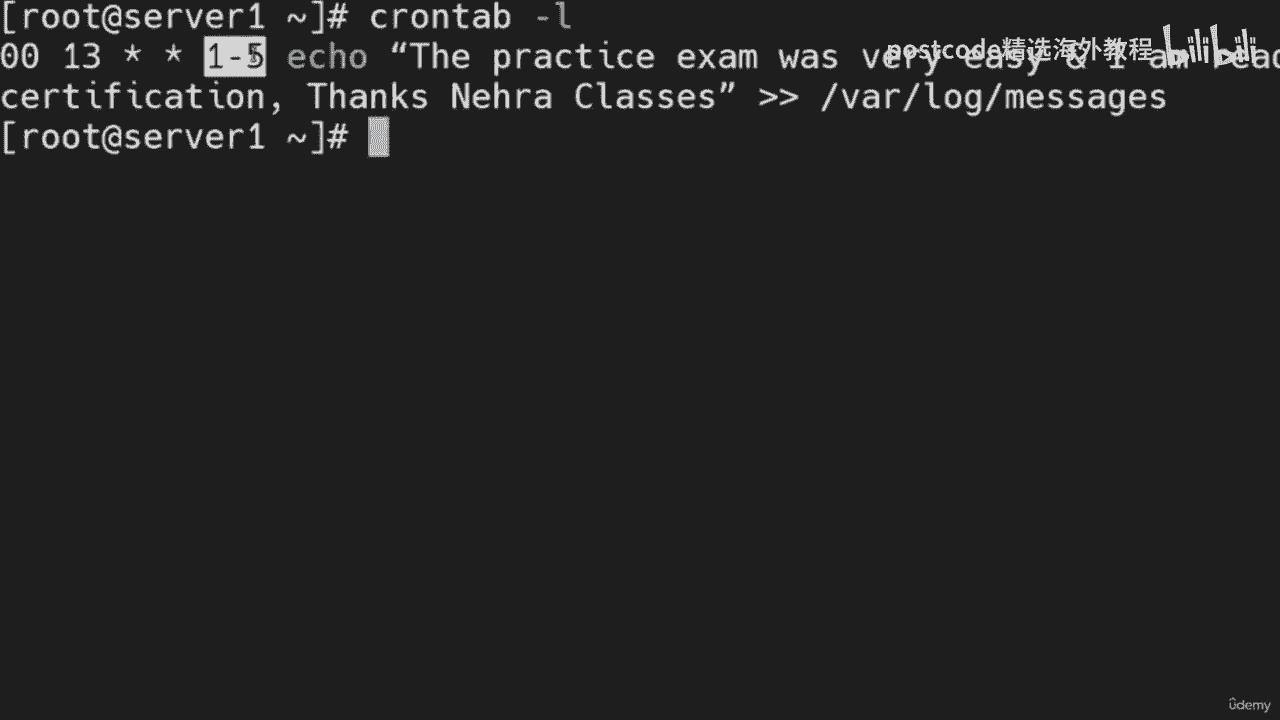 [root@server1 ~]# crontab -l
00 13 * * 1-5 echo “The practice exam was very easy & I am
certification, Thanks Nehra Classes” >> /var/log/messages
[root@server1 ~]#
postcode精选海外教程
ûdemy